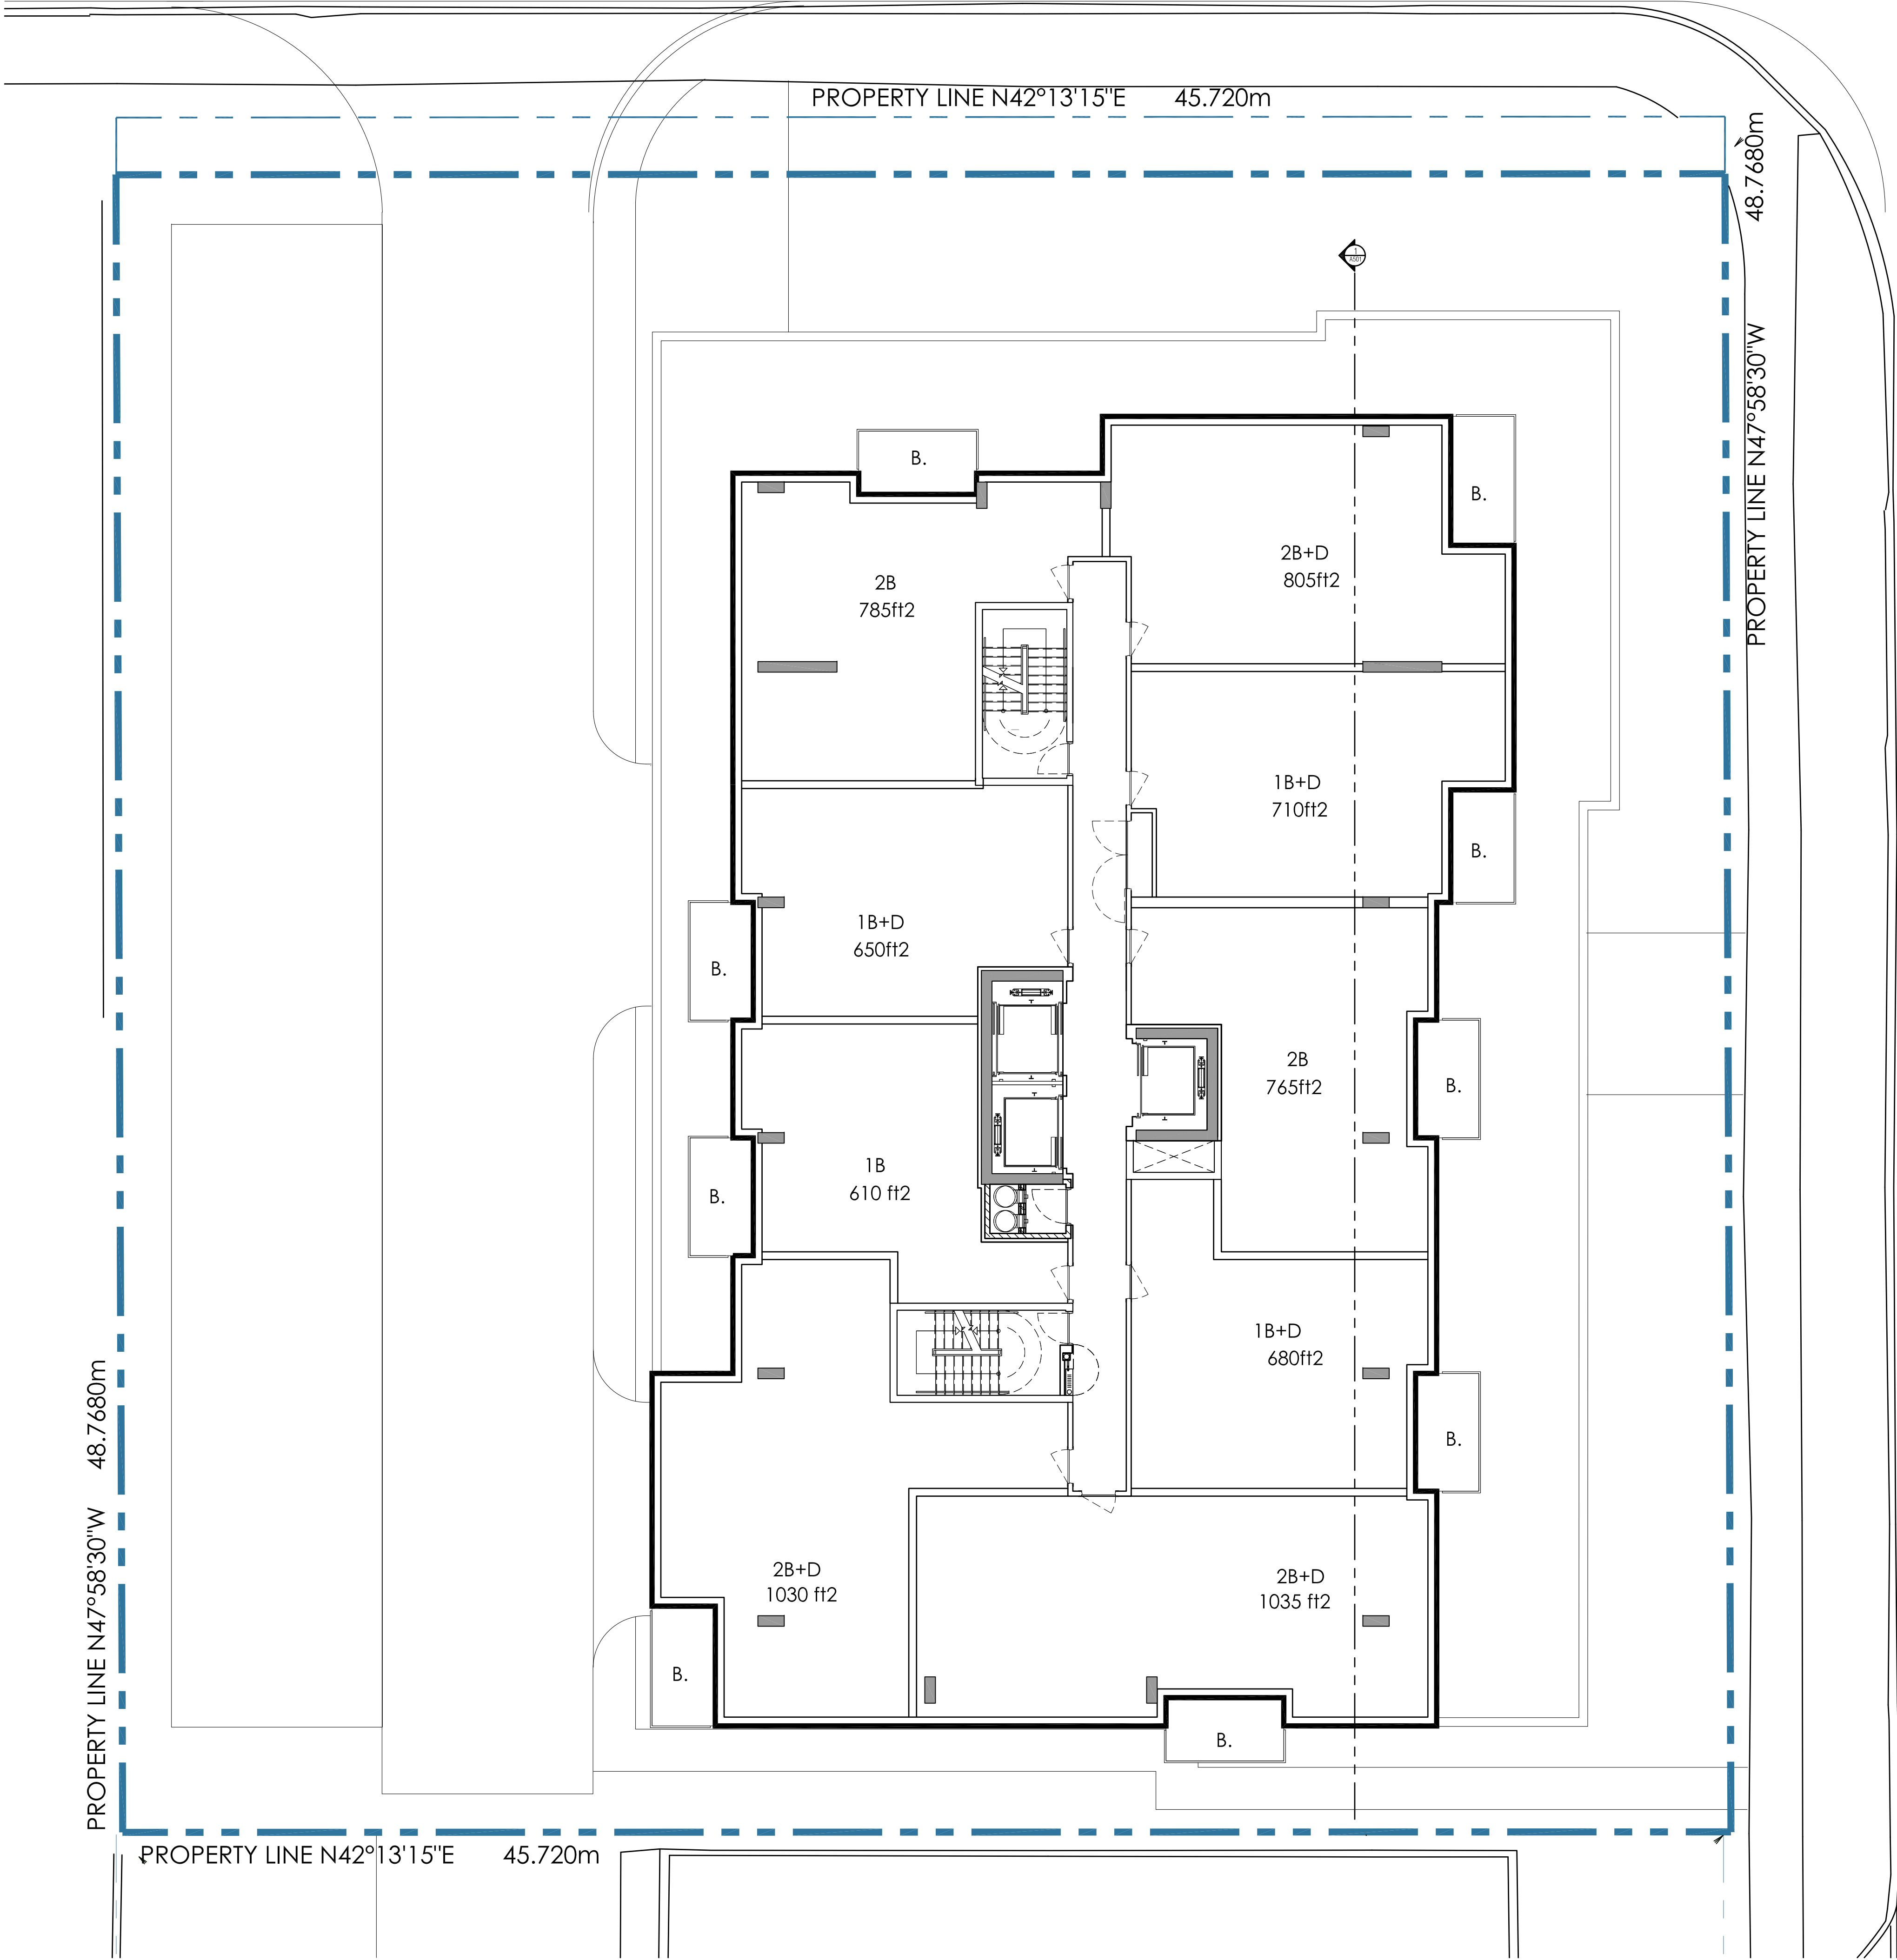 PROPERTY LINE N42°13'15"E 45.720m
48.7680m
PROPERTY LINE N47°58'30"W
1
A501
B.
B.
2B+D
805ft2
2B
785ft2
1B+D
710ft2
B.
1B+D
650ft2
B.
2B
765ft2
B.
1B
610 ft2
B.
1B+D
680ft2
B.
2B+D
1030 ft2
2B+D
1035 ft2
B.
B.
PROPERTY LINE N47°58'30"W 48.7680m
PROPERTY LINE N42°13'15"E 45.720m